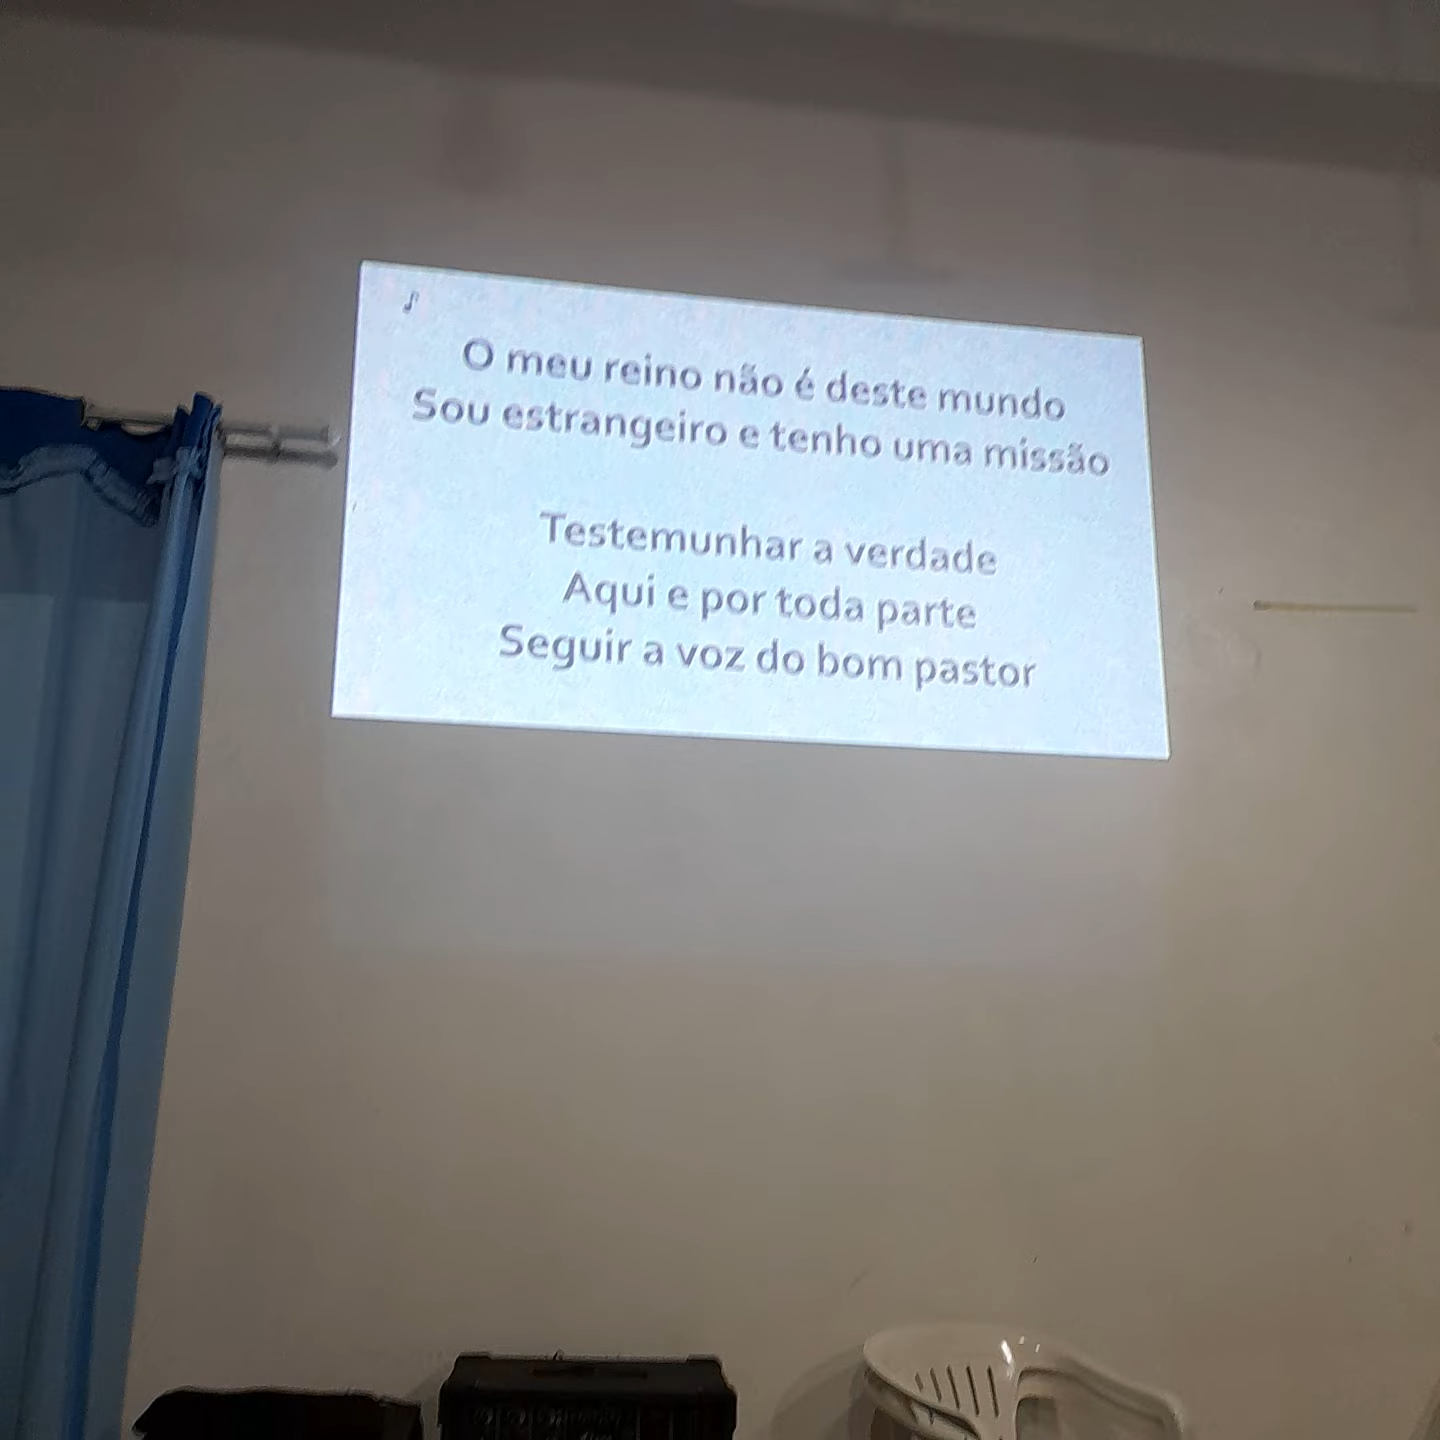 ♪
O meu reino não é deste mundo
Sou estrangeiro e tenho uma missão
Testemunhar a verdade
Aqui e por toda parte
Seguir a voz do bom pastor